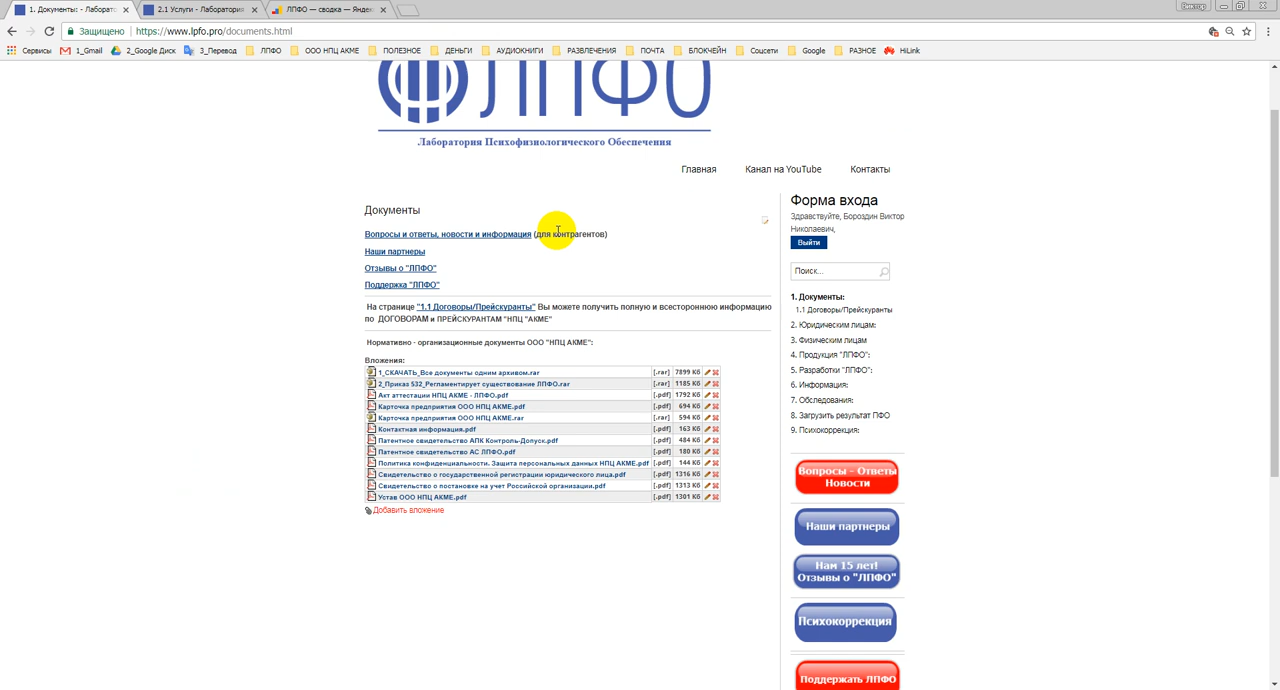 1. Документы: - Лаборато
2.1 Услуги - Лаборатория
ЛПФО — сводка — Яндек
Виктор
Защищено
https://www.lpfo.pro/documents.html
Сервисы
1_Gmail
2_Google Диск
3_Перевод
ЛПФО
ООО НПЦ АКМЕ
ПОЛЕЗНОЕ
ДЕНЬГИ
АУДИОКНИГИ
РАЗВЛЕЧЕНИЯ
ПОЧТА
БЛОКЧЕЙН
Соцсети
Google
РАЗНОЕ
HiLink
ЛПФО
Лаборатория Психофизиологического Обеспечения
Главная
Канал на YouTube
Контакты
Документы
Вопросы и ответы, новости и информация (для контрагентов)
Наши партнеры
Отзывы о "ЛПФО"
Поддержка "ЛПФО"
На странице "1.1 Договоры/Прейскуранты" Вы можете получить полную и всестороннюю информацию
по ДОГОВОРАМ и ПРЕЙСКУРАНТАМ "НПЦ "АКМЕ"
Нормативно - организационные документы ООО "НПЦ АКМЕ":
Вложения:
1_СКАЧАТЬ_Все документы одним архивом.rar [.rar] 7899 Кб
2_Приказ 532_Регламентирует существование ЛПФО.rar [.rar] 1185 Кб
Акт аттестации НПЦ АКМЕ - ЛПФО.pdf [.pdf] 1792 Кб
Карточка предприятия ООО НПЦ АКМЕ.pdf [.pdf] 694 Кб
Карточка предприятия ООО НПЦ АКМЕ.rar [.rar] 594 Кб
Контактная информация.pdf [.pdf] 163 Кб
Патентное свидетельство АПК Контроль-Допуск.pdf [.pdf] 484 Кб
Патентное свидетельство АС ЛПФО.pdf [.pdf] 180 Кб
Политика конфиденциальности. Защита персональных данных НПЦ АКМЕ.pdf [.pdf] 144 Кб
Свидетельство о государственной регистрации юридического лица.pdf [.pdf] 1316 Кб
Свидетельство о постановке на учет Российской организации.pdf [.pdf] 1313 Кб
Устав ООО НПЦ АКМЕ.pdf [.pdf] 1301 Кб
Добавить вложение
Форма входа
Здравствуйте, Бороздин Виктор
Николаевич,
Выйти
Поиск...
1. Документы:
1.1 Договоры/Прейскуранты
2. Юридическим лицам:
3. Физическим лицам
4. Продукция "ЛПФО":
5. Разработки "ЛПФО":
6. Информация:
7. Обследования:
8. Загрузить результат ПФО
9. Психокоррекция:
Вопросы - Ответы
Новости
Наши партнеры
Нам 15 лет!
Отзывы о "ЛПФО"
Психокоррекция
Поддержать ЛПФО